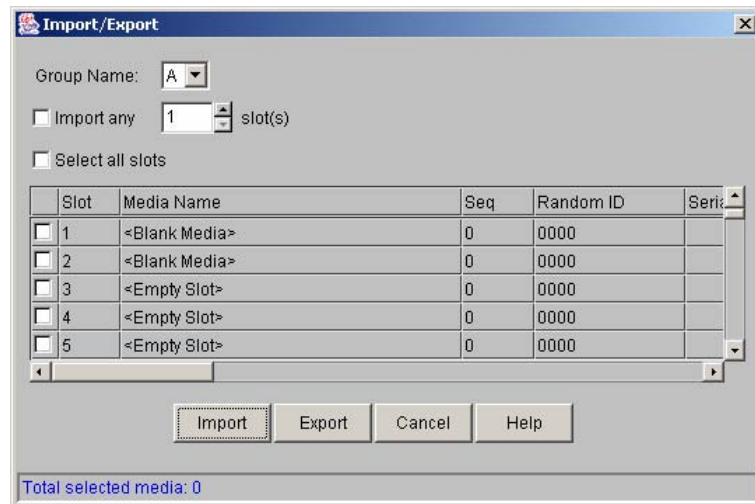 Import/Export
Group Name: A
Import any 1 slot(s)
Select all slots
Slot Media Name Seq Random ID Seria
1 <Blank Media> 0 0000
2 <Blank Media> 0 0000
3 <Empty Slot> 0 0000
4 <Empty Slot> 0 0000
5 <Empty Slot> 0 0000
Import Export Cancel Help
Total selected media: 0